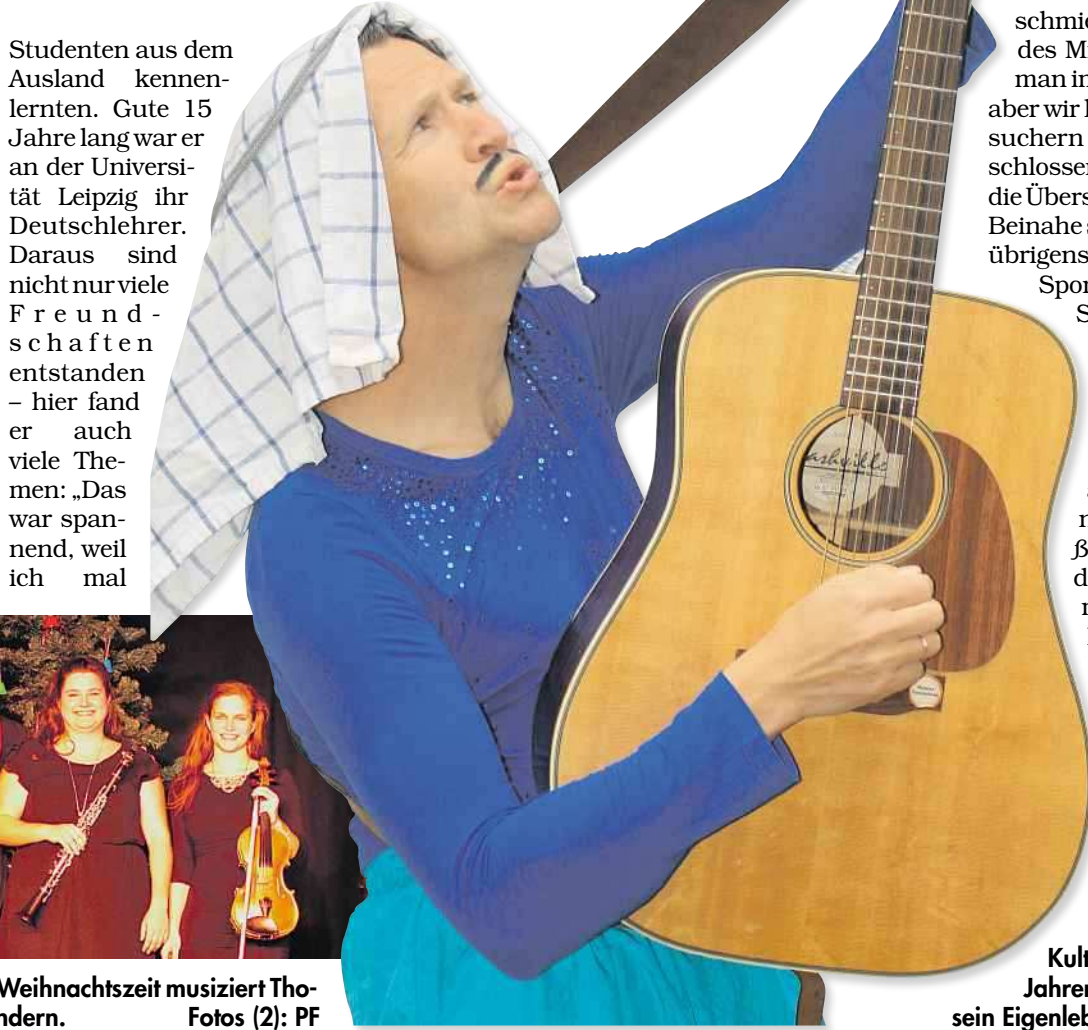 Studenten aus dem
Ausland kennen-
lernten. Gute 15
Jahre lang war er
an der Universi-
tät Leipzig ihr
Deutschlehrer.
Daraus sind
nicht nur viele
Freund-
schaften
entstanden
– hier fand
er auch
viele The-
men: „Das
war span-
nend, weil
ich mal
Weihnachtszeit musiziert Tho-
ndern. Fotos (2): PF
ashville
schmie
des M
man in
aber wir
suchern
schlossen
die Übers
Beinahe
übrigens
Spor
S
Kult
Jahren
sein Eigenleb